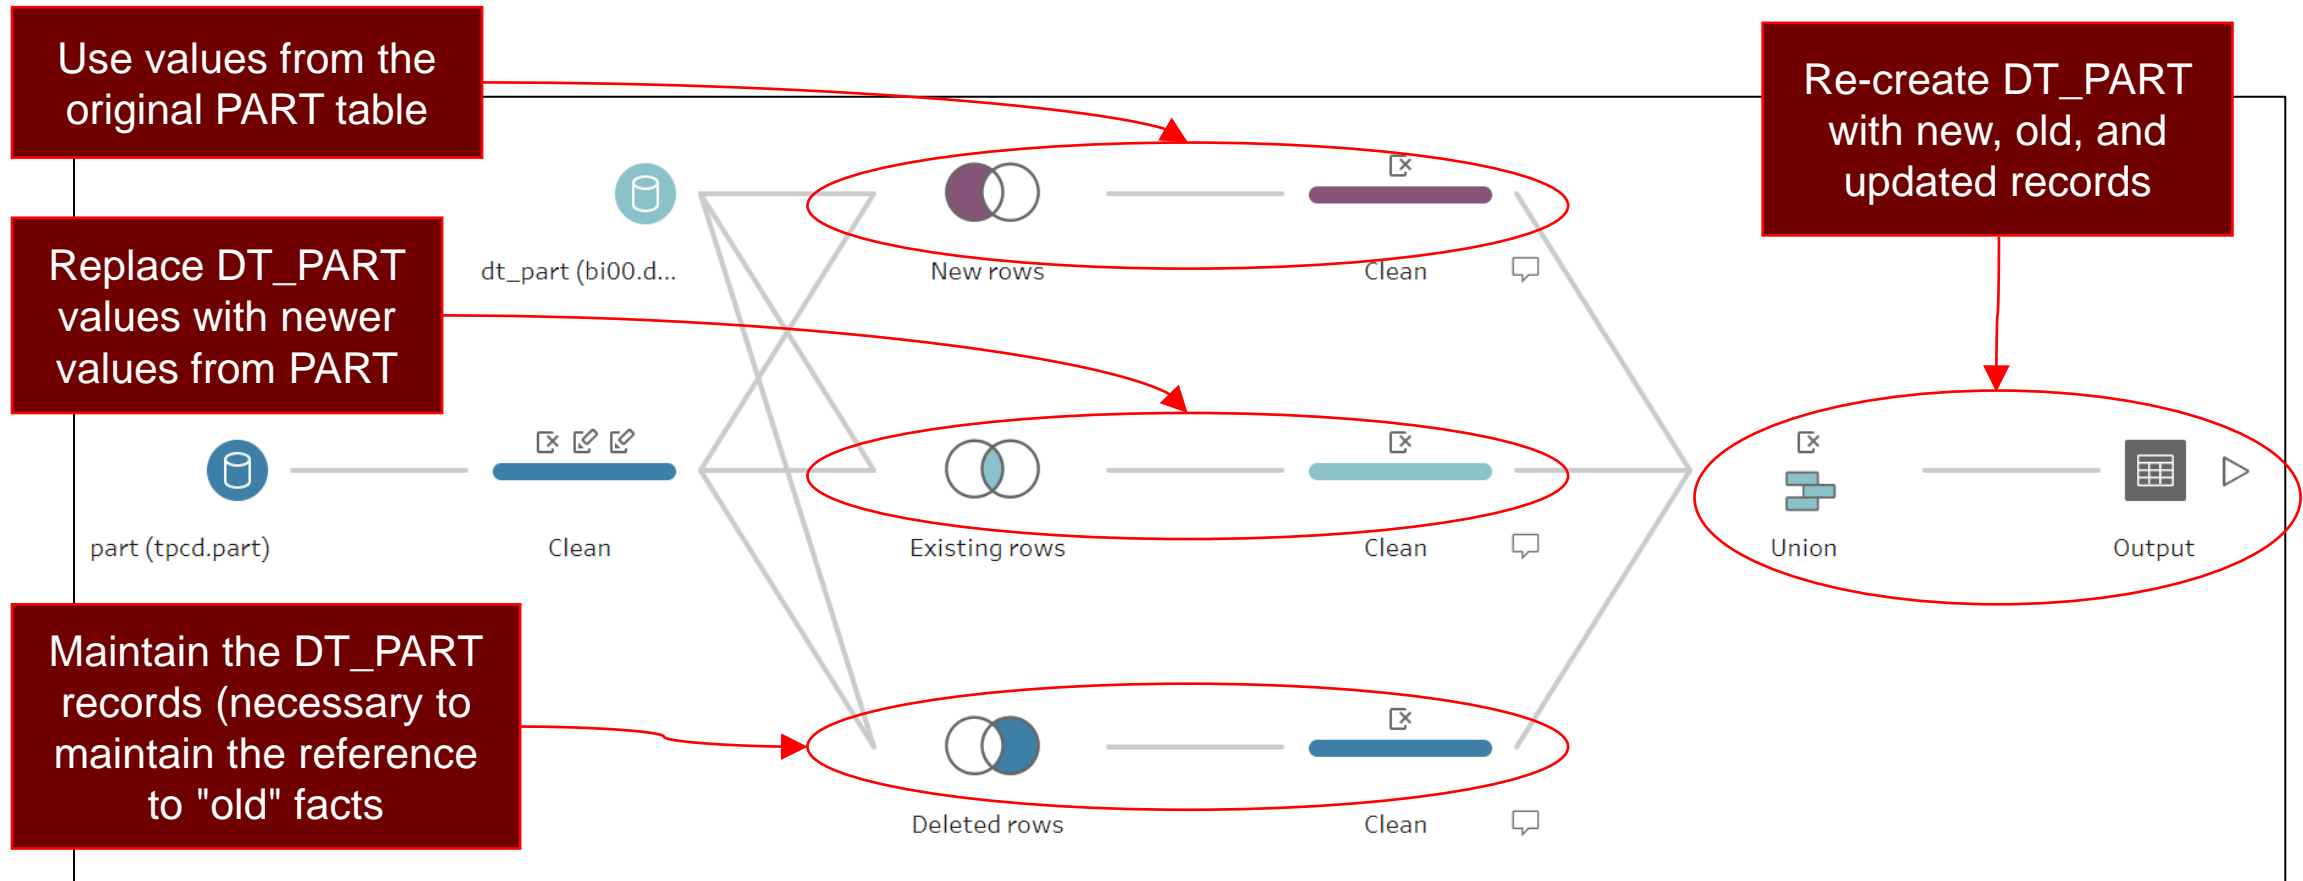 Use values from the
original PART table
Re-create DT_PART
with new, old, and
updated records
dt_part (bi00.d...
New rows
Clean
Replace DT_PART
values with newer
values from PART
part (tpcd.part)
Clean
Existing rows
Clean
Union
Output
Maintain the DT_PART
records (necessary to
maintain the reference
to "old" facts
Deleted rows
Clean